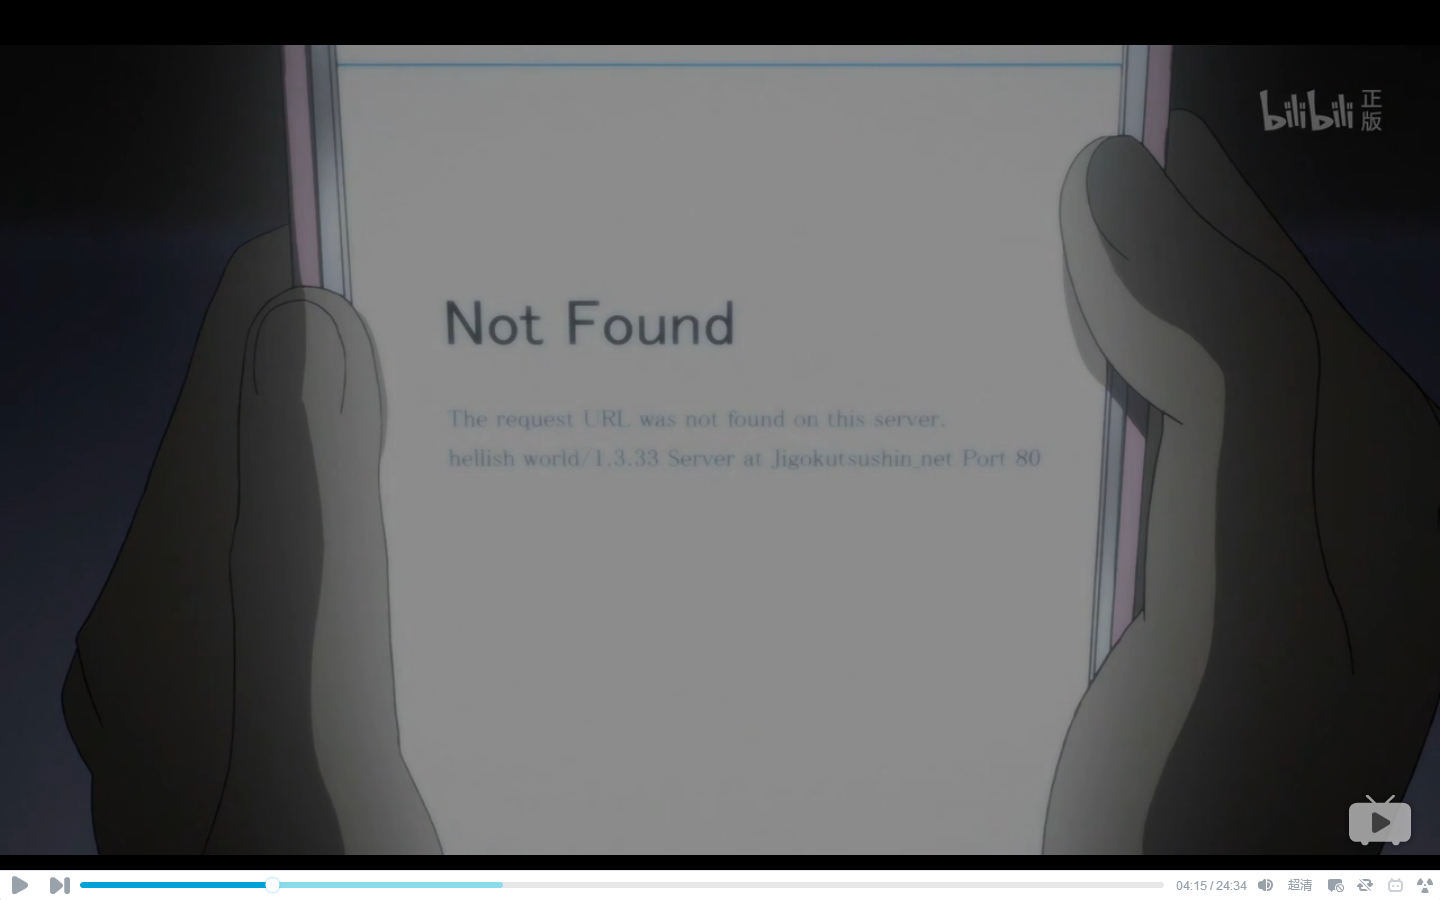 bilibili 正版
Not Found
The request URL was not found on this server.
hellish world/1.3.33 Server at Jigokutsushin_net Port 80
04:15 / 24:34 超清